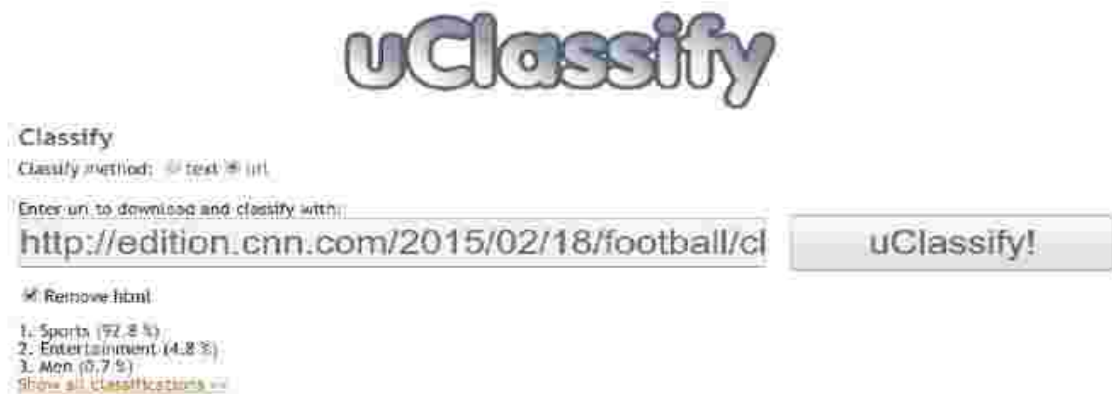 uClassify
Classify
Classify method: text url
Enter url to download and classify with:
http://edition.cnn.com/2015/02/18/football/cl
uClassify!
Remove html
1. Sports (92.8 %)
2. Entertainment (4.8 %)
3. Men (0.7 %)
Show all classifications